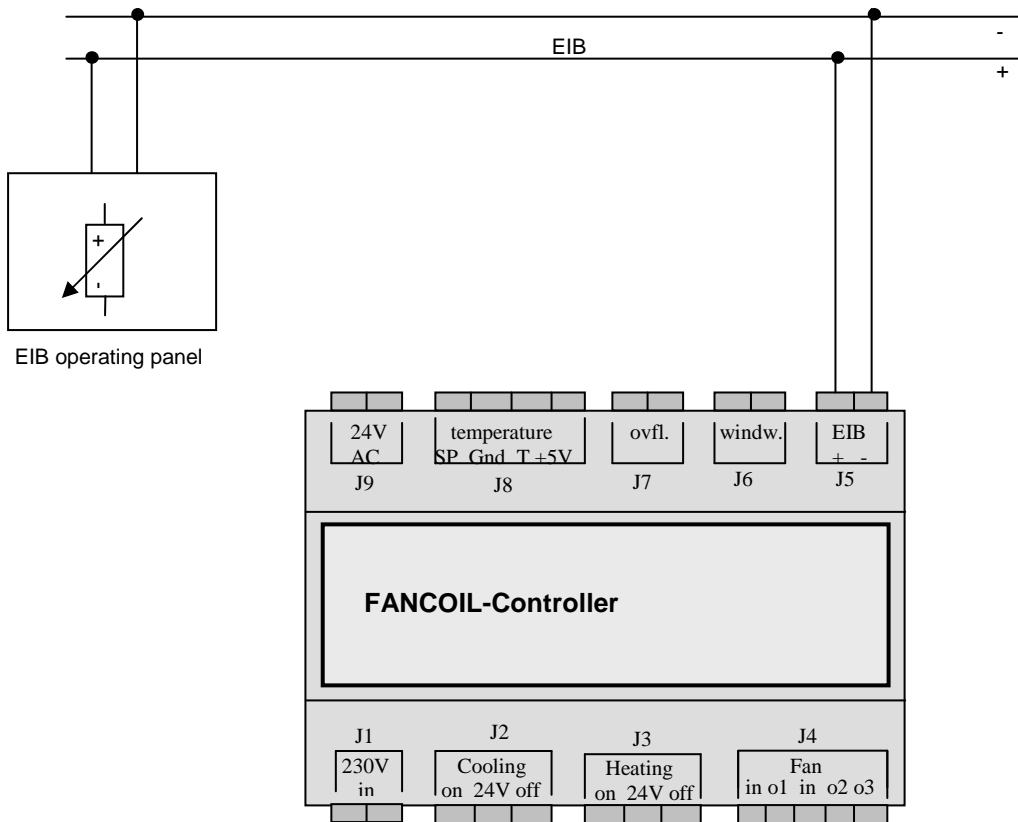 -
EIB
+
+
-
EIB operating panel
24V
AC
J9
temperature
SP Gnd T +5V
J8
ovfl.
J7
windw.
J6
EIB
+ -
J5
FANCOIL-Controller
J1
230V
in
J2
Cooling
on 24V off
J3
Heating
on 24V off
J4
Fan
in o1 in o2 o3